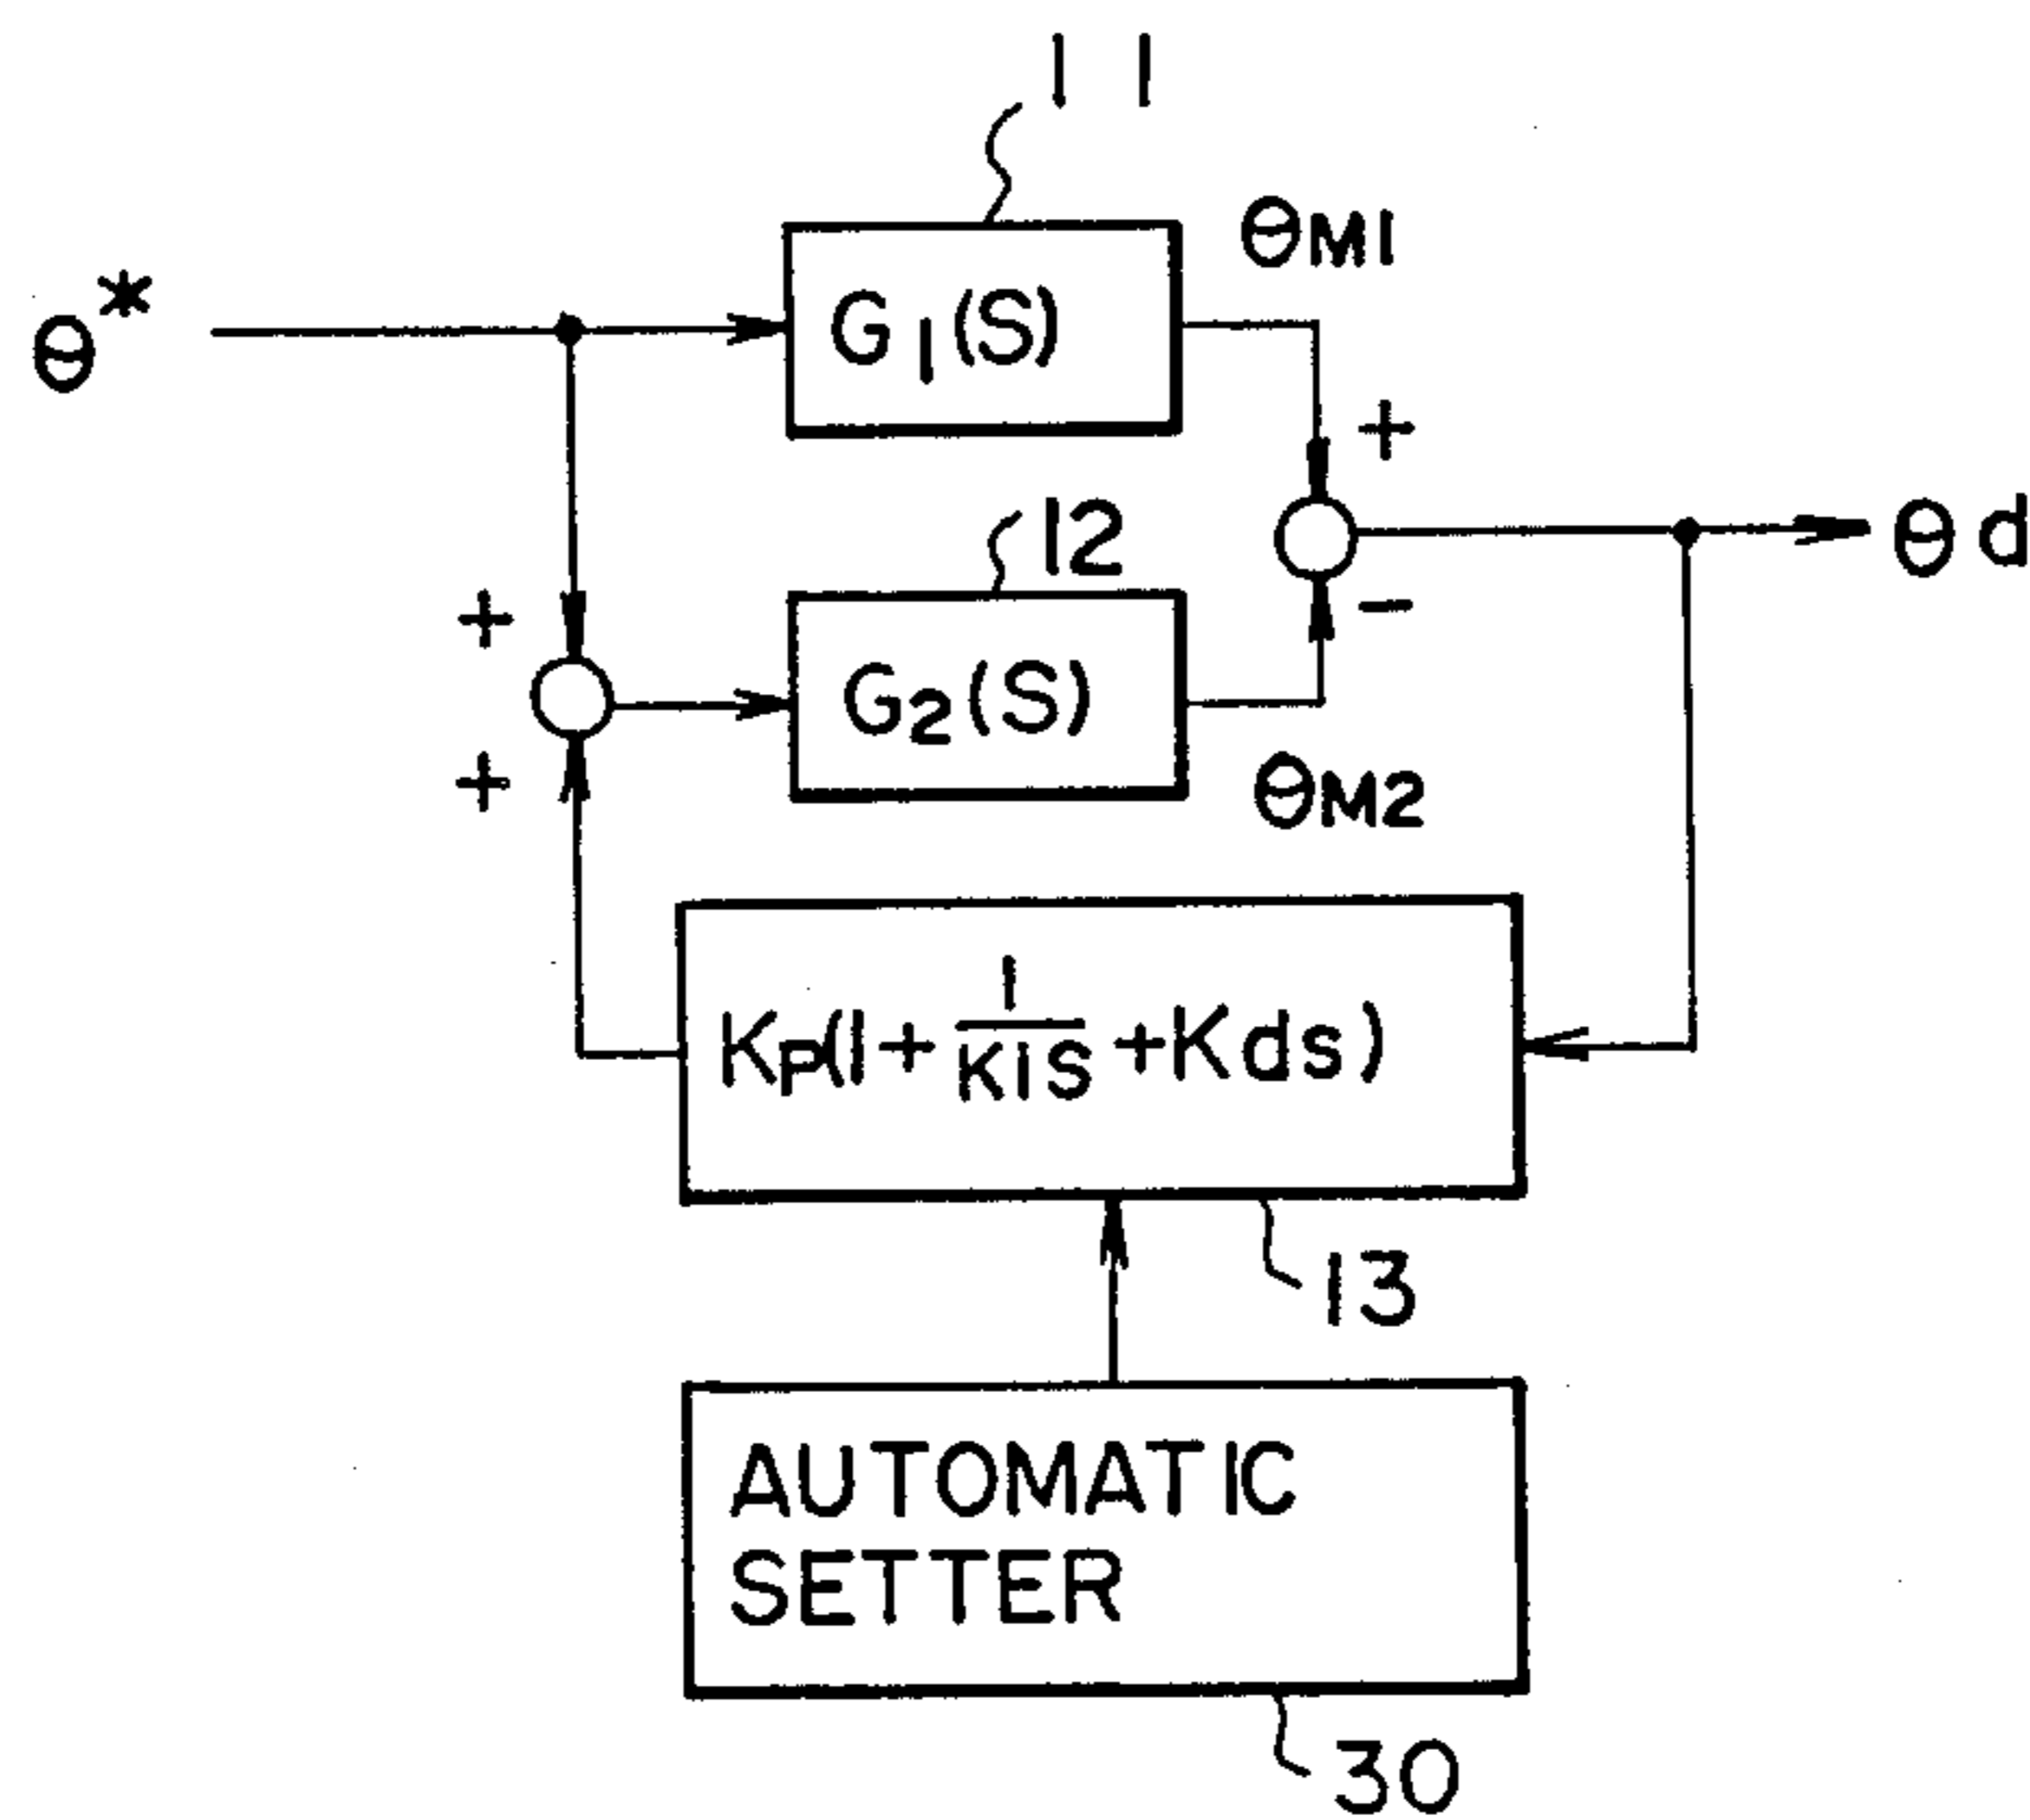 11
θM1
θ*
G1(S)
+
12
θd
+
−
G2(S)
+
θM2
KP(1+1/Kis+Kds)
13
AUTOMATIC
SETTER
30